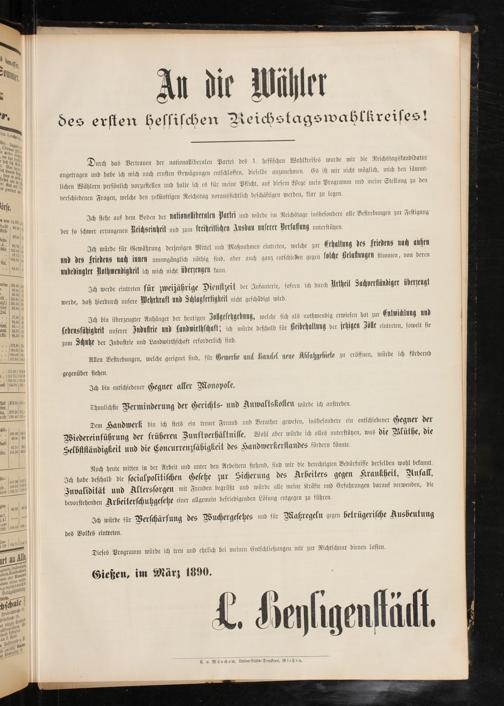 An die Wähler
des ersten hessischen Reichstagswahlkreises!
Durch das Vertrauen der nationalliberalen Partei des 1. hessischen Wahlkreises wurde mir die Reichstagskandidatur
angetragen und habe ich mich nach ernsten Erwägungen entschlossen, dieselbe anzunehmen. Es ist mir nicht möglich, mich den sämmt-
lichen Wählern persönlich vorzustellen und halte ich es für meine Pflicht, auf diesem Wege mein Programm und meine Stellung zu den
verschiedenen Fragen, welche den zukünftigen Reichstag voraussichtlich beschäftigen werden, klar zu legen.
Ich stehe auf dem Boden der nationalliberalen Partei und würde im Reichstage insbesondere alle Bestrebungen zur Festigung
der so schwer errungenen Reichseinheit und zum freiheitlichen Ausbau unserer Verfassung unterstützen.
Ich würde für Gewährung derjenigen Mittel und Maßnahmen eintreten, welche zur Erhaltung des Friedens nach außen
und des Friedens nach innen unumgänglich nöthig sind, aber auch ganz entschieden gegen solche Belastungen stimmen, von deren
unbedingter Nothwendigkeit ich mich nicht überzeugen kann.
Ich werde eintreten für zweijährige Dienstzeit der Infanterie, sofern ich durch Urtheil Sachverständiger überzeugt
werde, daß hierdurch unsere Wehrkraft und Schlagfertigkeit nicht geschädigt wird.
Ich bin überzeugter Anhänger der heutigen Zollgesetzgebung, welche sich als nothwendig erwiesen hat zur Entwicklung und
Lebensfähigkeit unserer Industrie und Landwirthschaft; ich würde deshalb für Beibehaltung der jetzigen Zölle eintreten, soweit sie
zum Schutze der Industrie und Landwirthschaft erforderlich sind.
Allen Bestrebungen, welche geeignet sind, für Gewerbe und Handel neue Absatzgebiete zu eröffnen, würde ich fördernd
gegenüber stehen.
Ich bin entschiedener Gegner aller Monopole.
Thunlichste Verminderung der Gerichts- und Anwaltskosten würde ich anstreben.
Dem Handwerk bin ich stets ein treuer Freund und Berather gewesen, insbesondere ein entschiedener Gegner der
Wiedereinführung der früheren Zunftverhältnisse. Wohl aber würde ich alles unterstützen, was die Blüthe, die
Selbstständigkeit und die Concurrenzfähigkeit des Handwerkerstandes fördern könnte.
Noch heute mitten in der Arbeit und unter den Arbeitern stehend, sind mir die berechtigten Bedürfnisse derselben wohl bekannt.
Ich habe deshalb die socialpolitischen Gesetze zur Sicherung des Arbeiters gegen Krankheit, Unfall,
Invalidität und Alterssorgen mit Freuden begrüßt und würde alle meine Kräfte und Erfahrungen darauf verwenden, die
bevorstehenden Arbeiterschutzgesetze einer allgemein befriedigenden Lösung entgegen zu führen.
Ich würde für Verschärfung des Wuchergesetzes und für Maßregeln gegen betrügerische Ausbeutung
des Volkes eintreten.
Dieses Programm würde ich treu und ehrlich bei meinen Entschließungen mir zur Richtschnur dienen lassen.
Gießen, im März 1890.
L. Heyligenstädt.